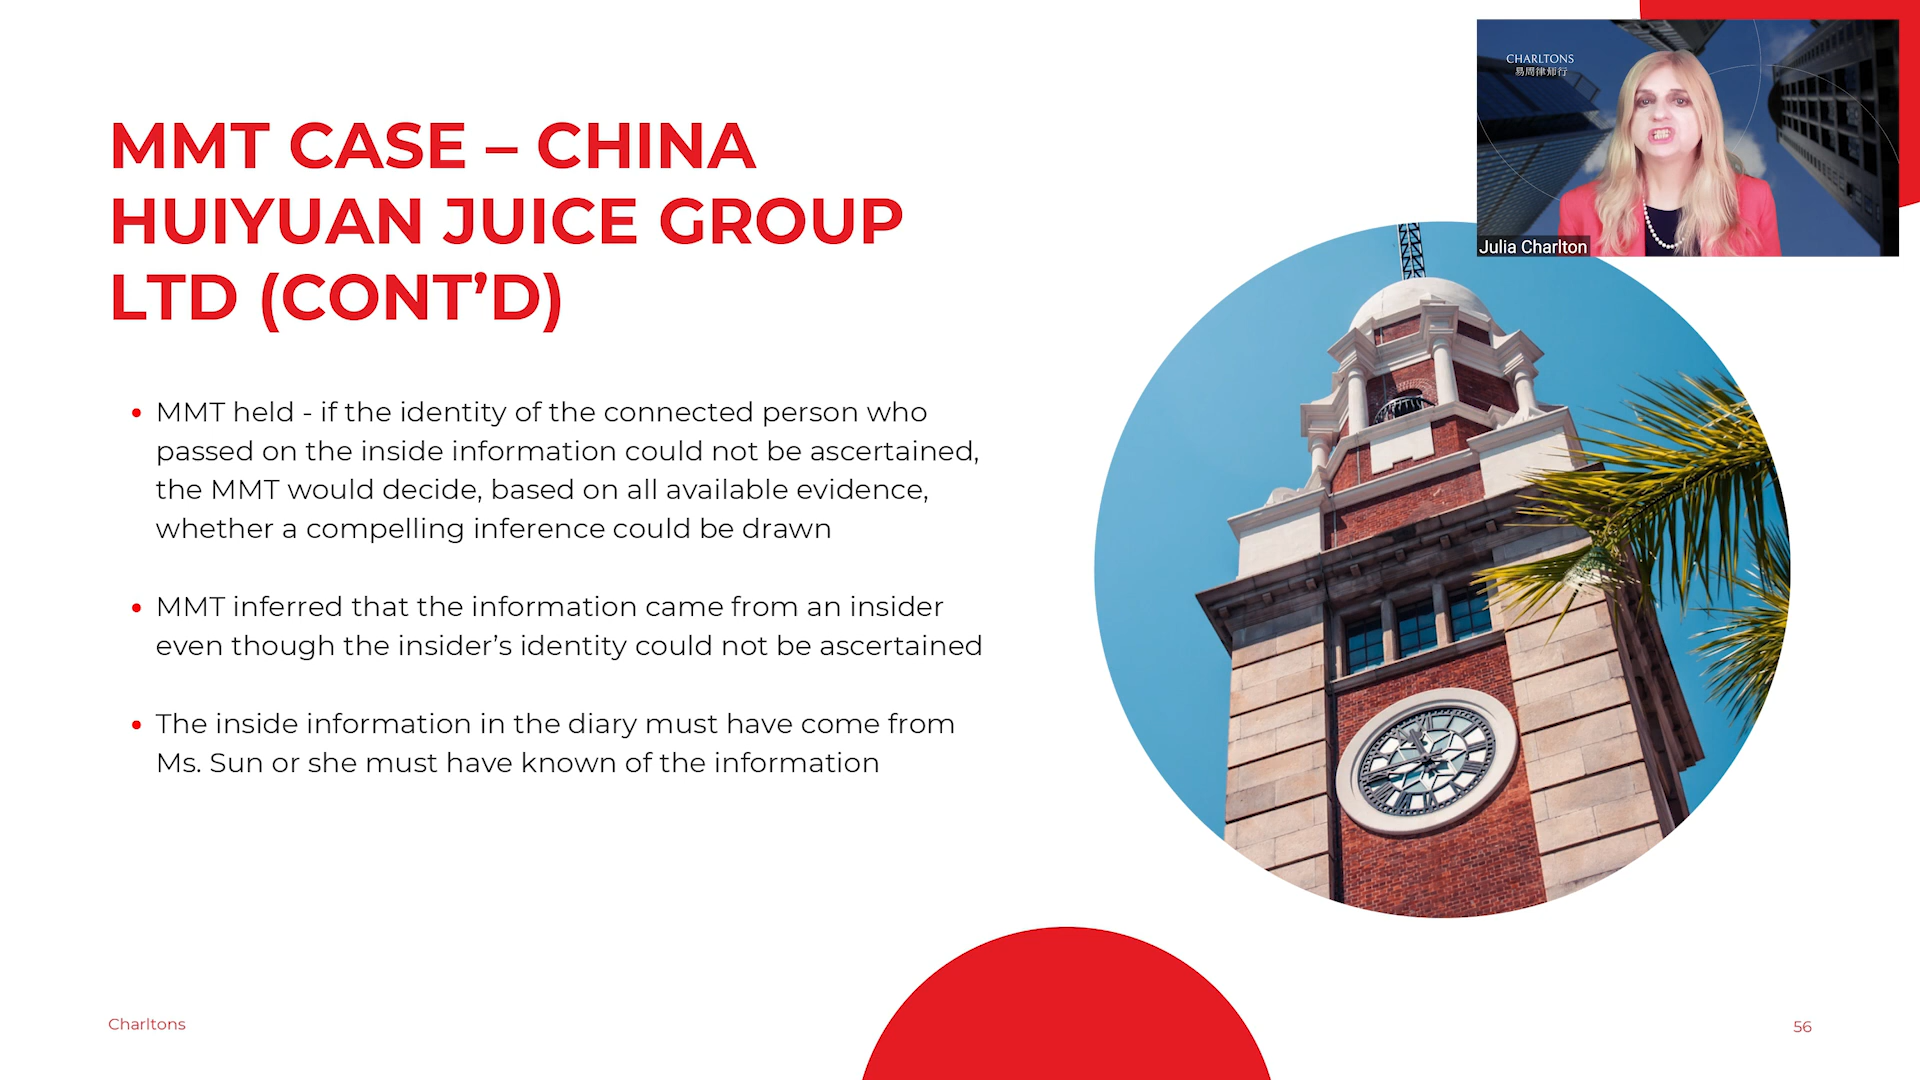 CHARLTONS
易周律师行
Julia Charlton
MMT CASE – CHINA
HUIYUAN JUICE GROUP
LTD (CONT’D)
• MMT held - if the identity of the connected person who
passed on the inside information could not be ascertained,
the MMT would decide, based on all available evidence,
whether a compelling inference could be drawn
• MMT inferred that the information came from an insider
even though the insider’s identity could not be ascertained
• The inside information in the diary must have come from
Ms. Sun or she must have known of the information
Charltons
56